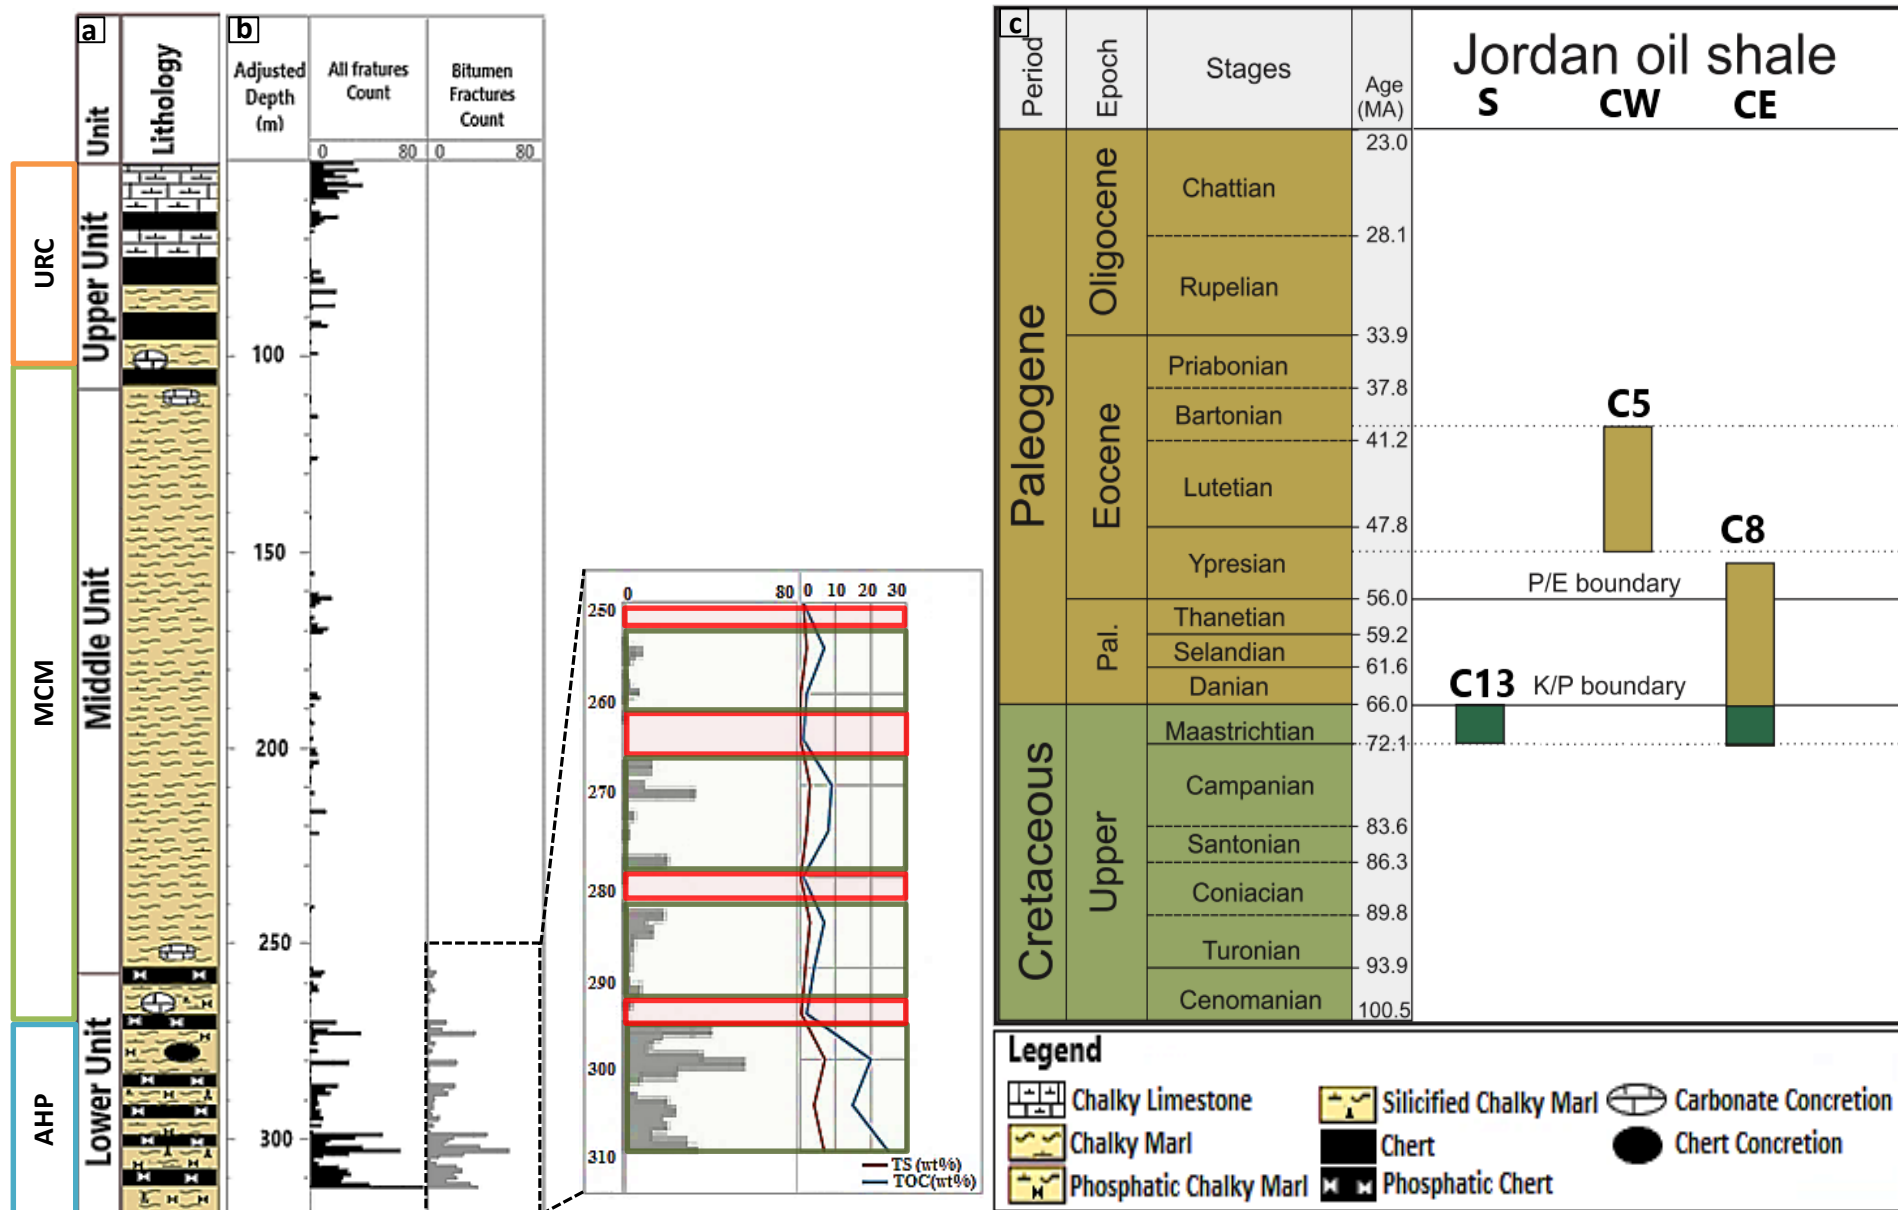 a
Unit
Lithology
URC
MCM
AHP
Upper Unit
Middle Unit
Lower Unit
b
Adjusted
Depth
(m)
All fratures
Count
Bitumen
Fractures
Count
0 80 0 80
100
150
200
250
300
0 80 0 10 20 30
250
260
270
280
290
300
310
TS (wt%)
TOC(wt%)
c
Period
Epoch
Stages
Age
(MA)
Jordan oil shale
S CW CE
Paleogene
Cretaceous
Oligocene
Eocene
Pal.
Upper
23.0
Chattian
28.1
Rupelian
33.9
Priabonian
37.8
Bartonian
41.2
Lutetian
47.8
Ypresian
56.0
Thanetian
59.2
Selandian
61.6
Danian
66.0
Maastrichtian
72.1
Campanian
83.6
Santonian
86.3
Coniacian
89.8
Turonian
93.9
Cenomanian
100.5
C5
C8
P/E boundary
C13
K/P boundary
Legend
Chalky Limestone
Silicified Chalky Marl
Carbonate Concretion
Chalky Marl
Chert
Chert Concretion
Phosphatic Chalky Marl
Phosphatic Chert